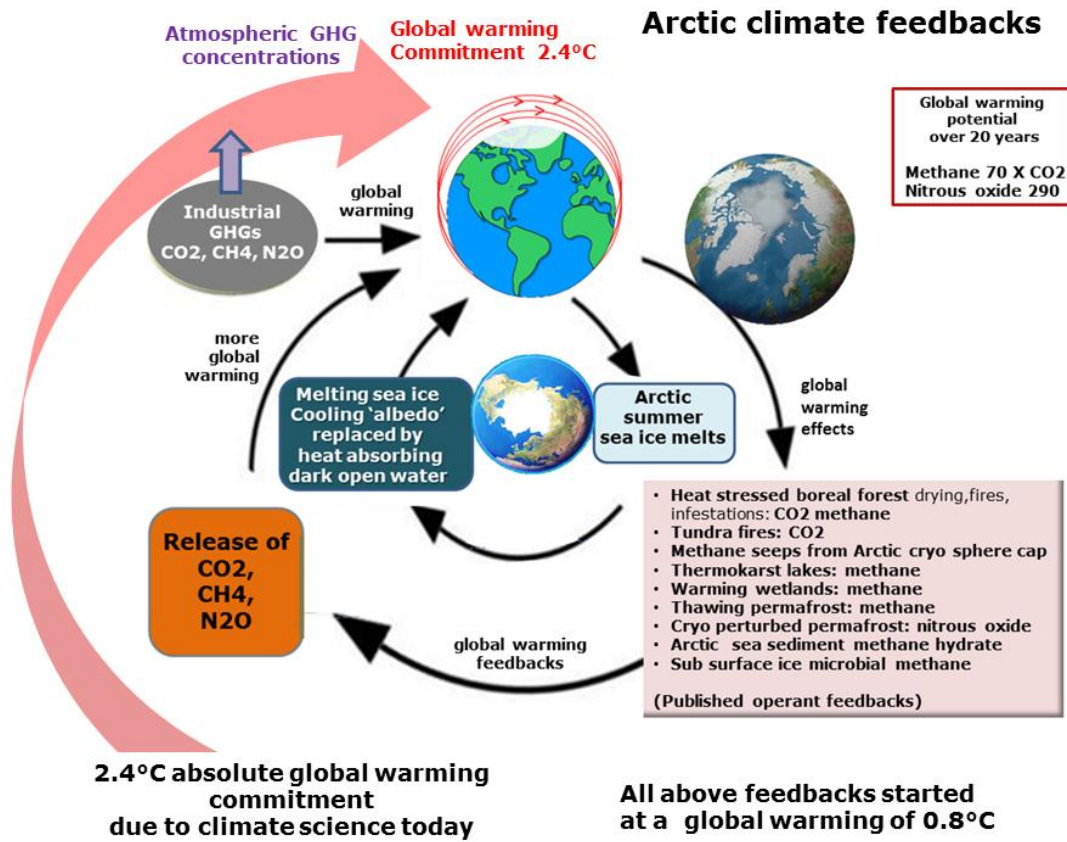 Arctic climate feedbacks
Atmospheric GHG
concentrations
Global warming
Commitment 2.4°C
Global warming
potential
over 20 years
Methane 70 X CO2
Nitrous oxide 290
Industrial
GHGs
CO2, CH4, N2O
global
warming
more
global
warming
Melting sea ice
Cooling ‘albedo’
replaced by
heat absorbing
dark open water
Arctic
summer
sea ice melts
global
warming
effects
Release of
CO2,
CH4,
N2O
global warming
feedbacks
• Heat stressed boreal forest drying,fires,
infestations: CO2 methane
• Tundra fires: CO2
• Methane seeps from Arctic cryo sphere cap
• Thermokarst lakes: methane
• Warming wetlands: methane
• Thawing permafrost: methane
• Cryo perturbed permafrost: nitrous oxide
• Arctic sea sediment methane hydrate
• Sub surface ice microbial methane
(Published operant feedbacks)
2.4°C absolute global warming
commitment
due to climate science today
All above feedbacks started
at a global warming of 0.8°C